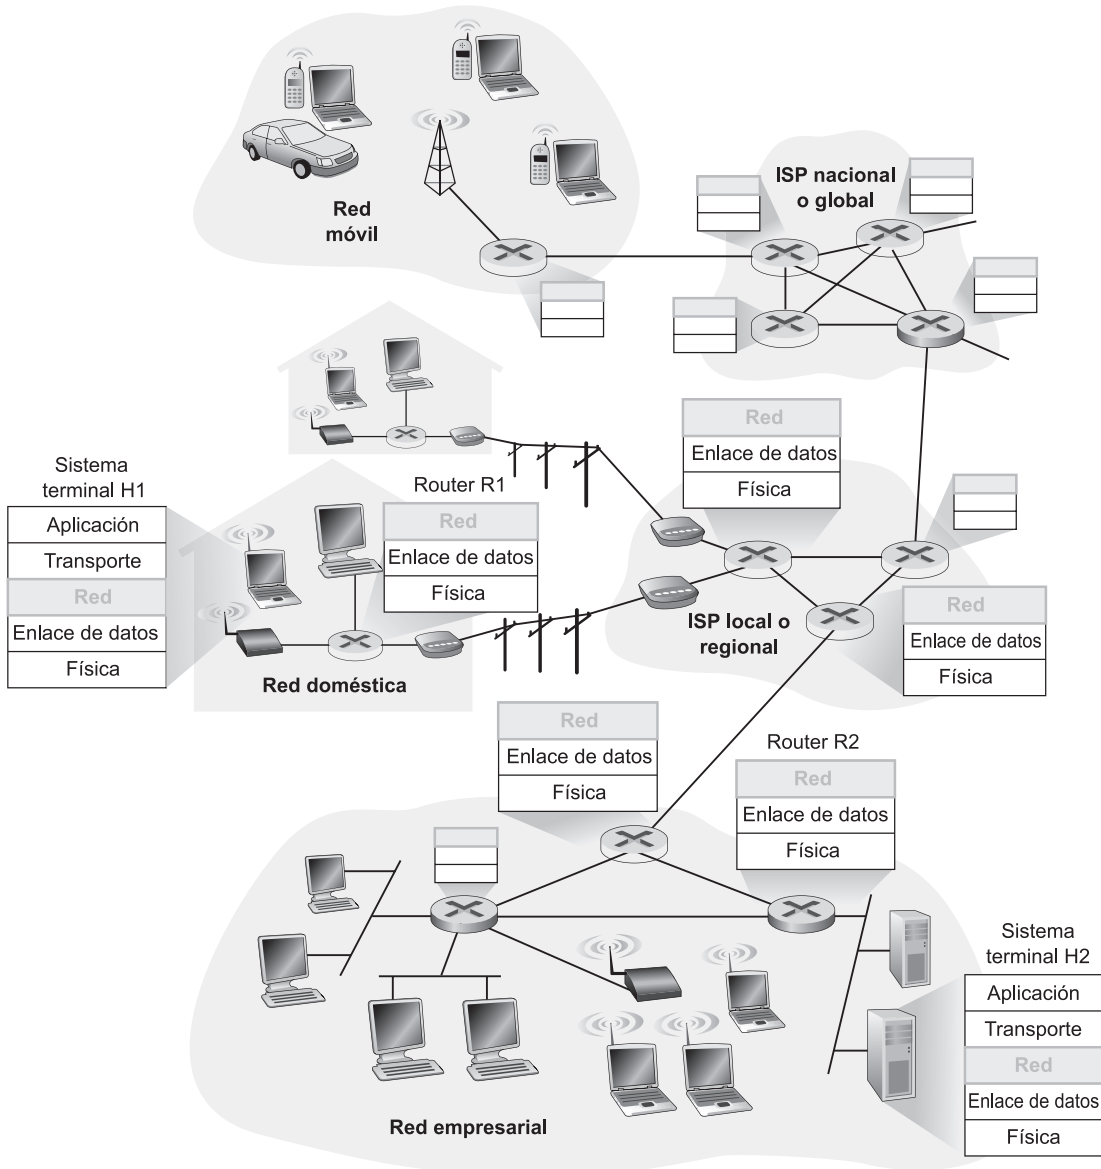 ISP nacional
o global
Red
móvil
Red
Enlace de datos
Física
Sistema
terminal H1
Aplicación
Transporte
Red
Enlace de datos
Física
Router R1
Red
Enlace de datos
Física
ISP local o
regional
Red
Enlace de datos
Física
Red doméstica
Red
Enlace de datos
Física
Router R2
Red
Enlace de datos
Física
Sistema
terminal H2
Aplicación
Transporte
Red
Enlace de datos
Física
Red empresarial